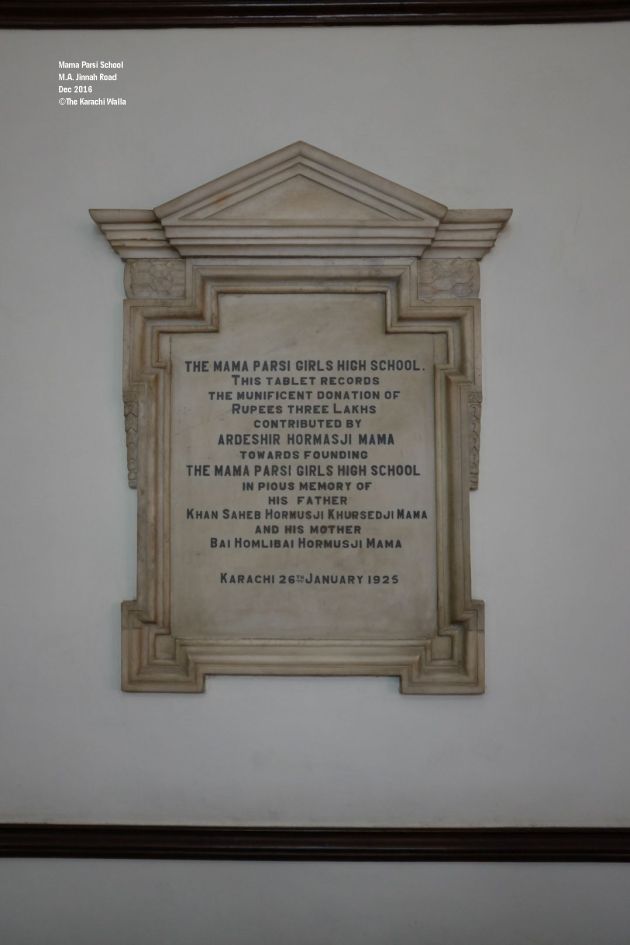 Mama Parsi School
M.A. Jinnah Road
Dec 2016
©The Karachi Walla
THE MAMA PARSI GIRLS HIGH SCHOOL.
THIS TABLET RECORDS
THE MUNIFICENT DONATION OF
RUPEES THREE LAKHS
CONTRIBUTED BY
ARDESHIR HORMASJI MAMA
TOWARDS FOUNDING
THE MAMA PARSI GIRLS HIGH SCHOOL
IN PIOUS MEMORY OF
HIS FATHER
KHAN SAHEB HORMUSJI KHURSEDJI MAMA
AND HIS MOTHER
BAI HOMLIBAI HORMUSJI MAMA
KARACHI 26TH JANUARY 1925